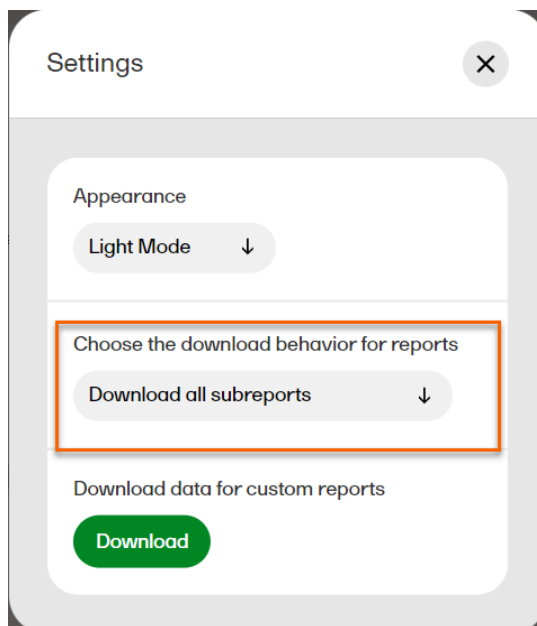 Settings
Appearance
Light Mode
Choose the download behavior for reports
Download all subreports
Download data for custom reports
Download